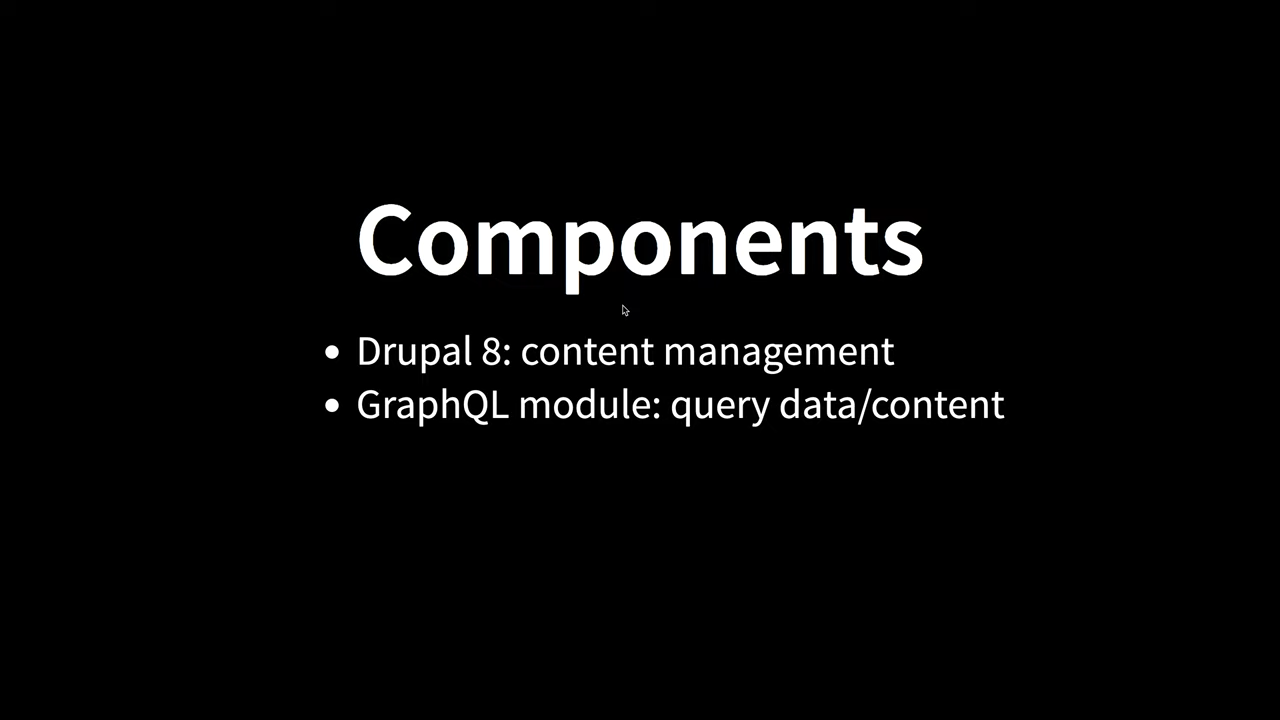 Components
• Drupal 8: content management
• GraphQL module: query data/content